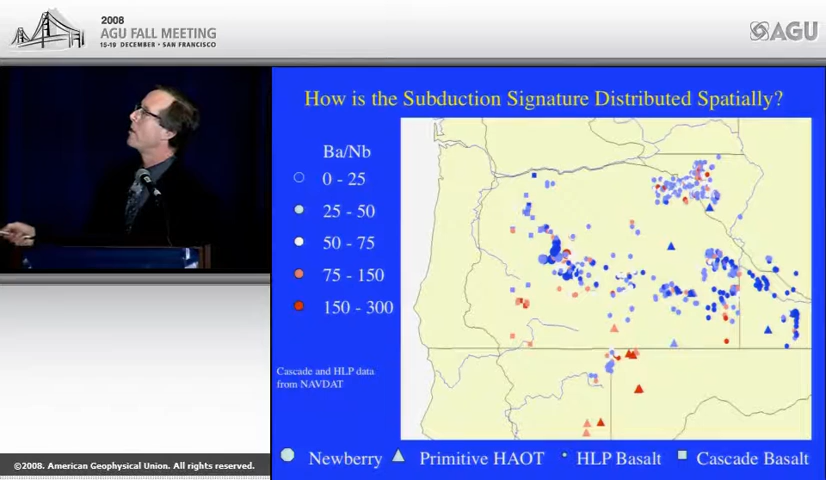 2008
AGU FALL MEETING
15-19 DECEMBER • SAN FRANCISCO
AGU
How is the Subduction Signature Distributed Spatially?
Ba/Nb
0 - 25
25 - 50
50 - 75
75 - 150
150 - 300
Cascade and HLP data
from NAVDAT
Newberry
Primitive HAOT
HLP Basalt
Cascade Basalt
©2008. American Geophysical Union. All rights reserved.